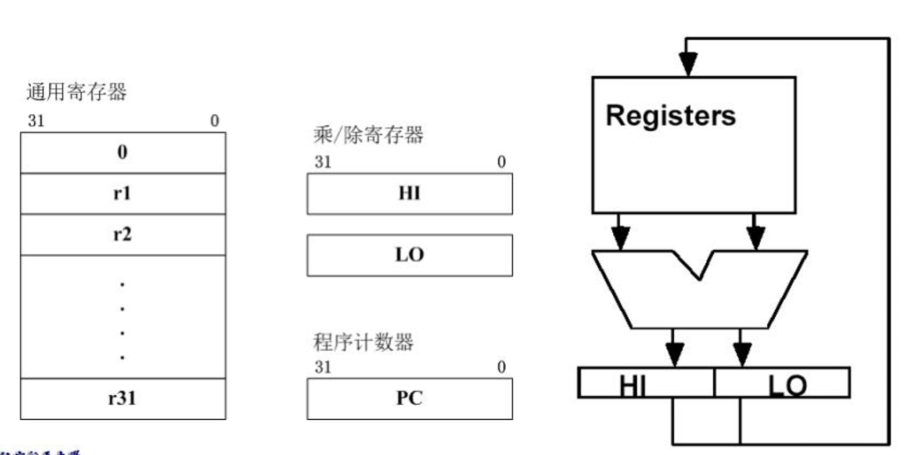 通用寄存器
31 0
0
r1
r2
.
.
.
.
r31
乘/除寄存器
31 0
HI
LO
程序计数器
31 0
PC
Registers
HI LO